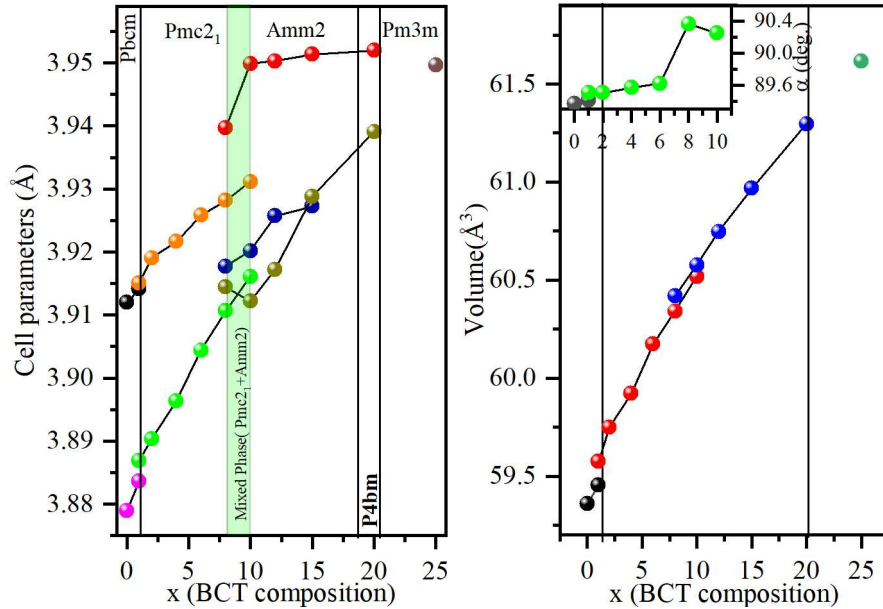 Pbcm
Pmc2₁
Amm2
Pm3m
Mixed Phase( Pmc2₁+Amm2)
P4bm
3.95
3.94
3.93
3.92
3.91
3.90
3.89
3.88
Cell parameters (Å)
0 5 10 15 20 25
x (BCT composition)
61.5
61.0
60.5
60.0
59.5
Volume(Å³)
90.4
90.0
89.6
α (deg.)
0 2 4 6 8 10
0 5 10 15 20 25
x (BCT composition)